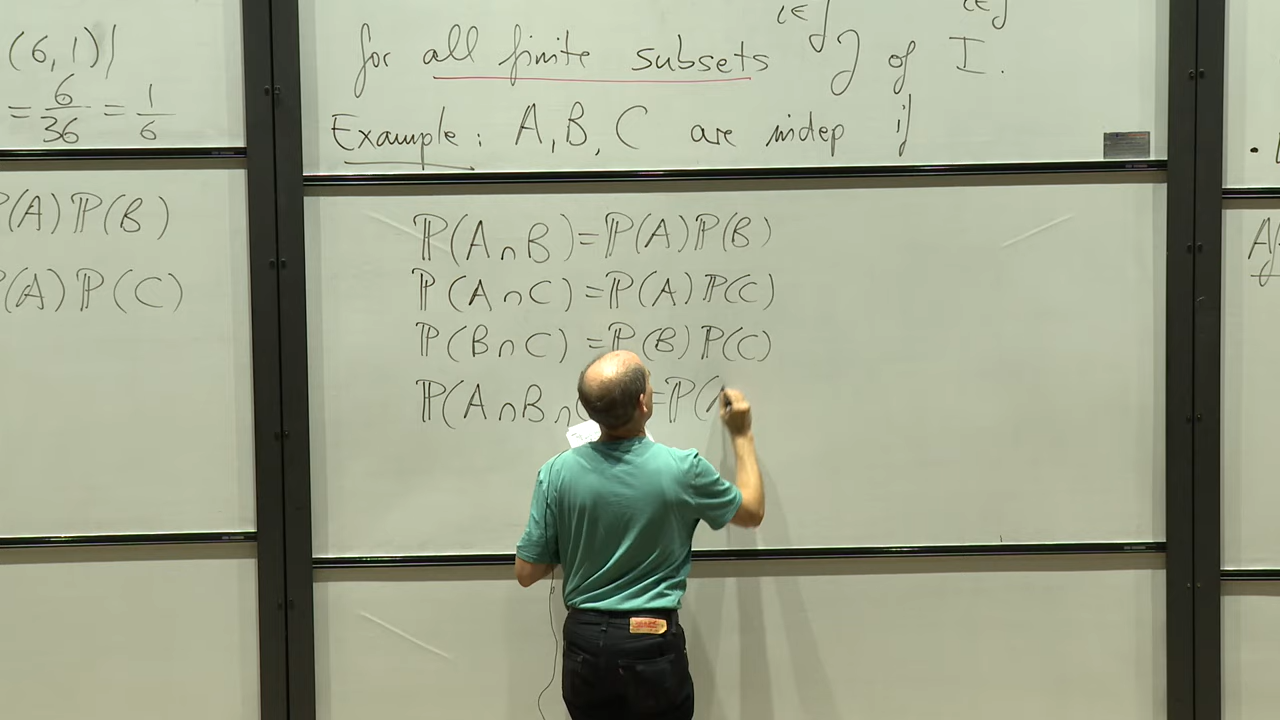 (6,1)|
= 6/36 = 1/6
P(A) ℙ(B)
P(A) ℙ(C)
i∈J i∈J
for all finite subsets J of I.
Example: A, B, C are indep if
ℙ(A∩B)=ℙ(A)ℙ(B)
ℙ(A∩C)=ℙ(A)ℙ(C)
ℙ(B∩C)=ℙ(B)ℙ(C)
ℙ(A∩B∩C =ℙ(A